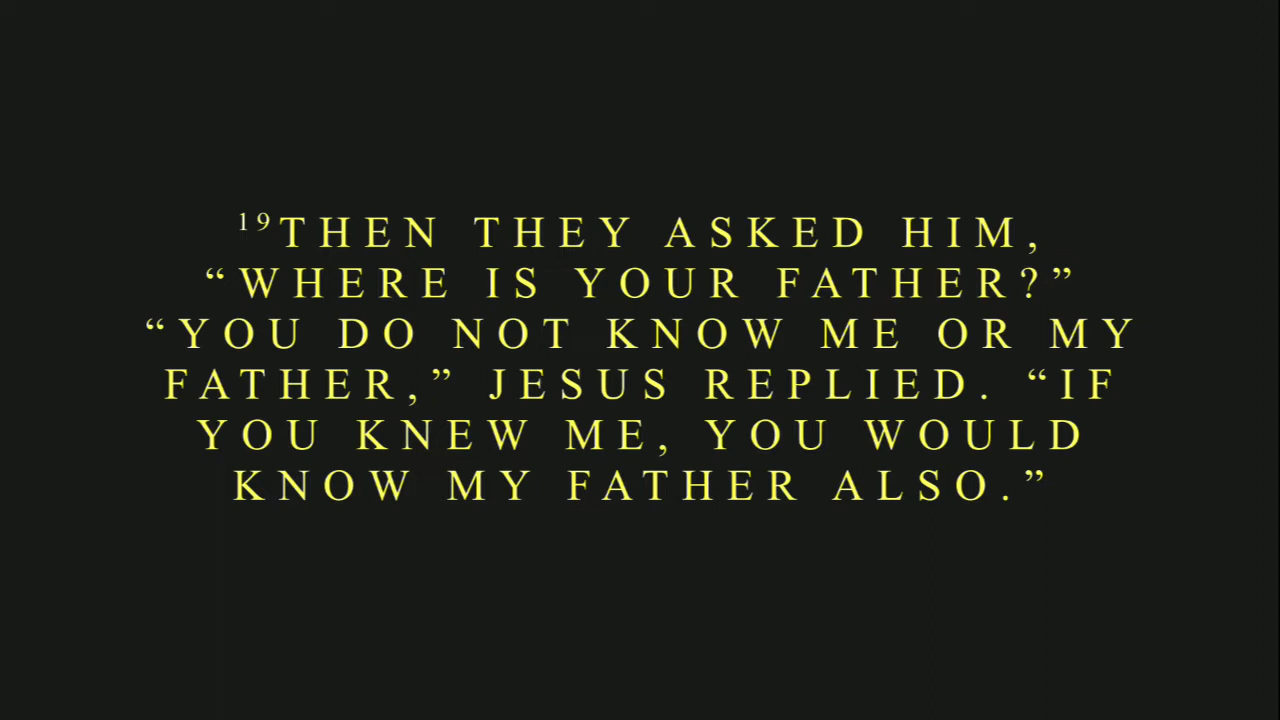 ¹⁹THEN THEY ASKED HIM,
“WHERE IS YOUR FATHER?”
“YOU DO NOT KNOW ME OR MY
FATHER,” JESUS REPLIED. “IF
YOU KNEW ME, YOU WOULD
KNOW MY FATHER ALSO.”